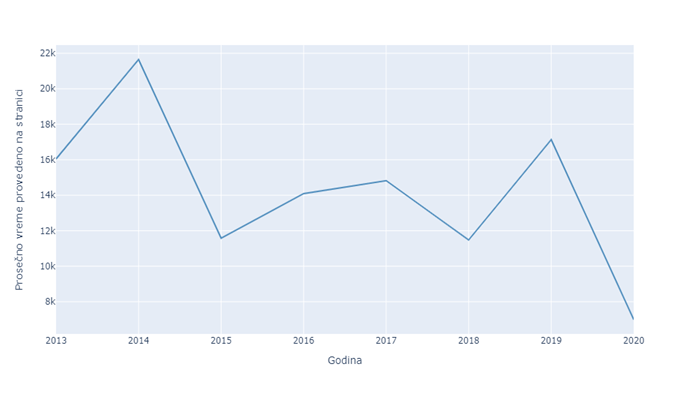 22k
20k
18k
16k
14k
12k
10k
8k
Prosečno vreme provedeno na stranici
2013 2014 2015 2016 2017 2018 2019 2020
Godina